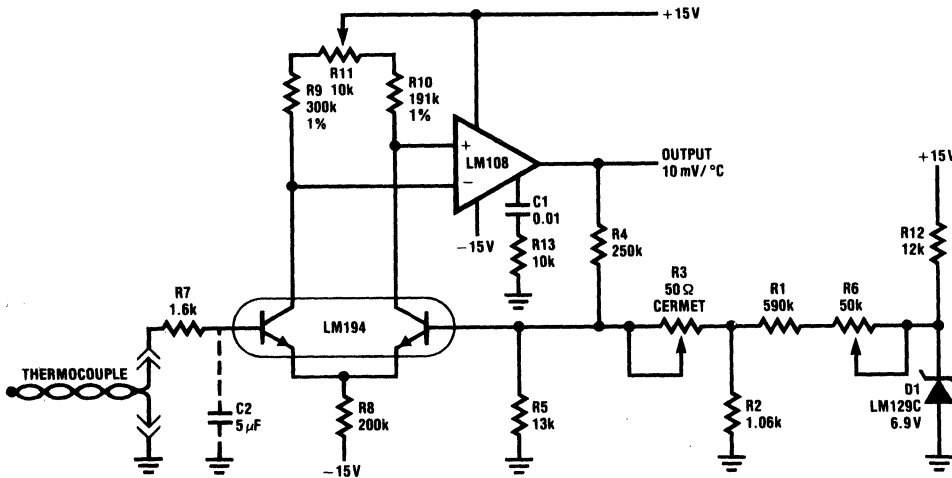 +15V
R11
10k
R9
300k
1%
R10
191k
1%
+
LM108
−
OUTPUT
10 mV/°C
+15V
C1
0.01
−15V
R13
10k
R4
250k
R12
12k
R3
50Ω
CERMET
R1
590k
R6
50k
R7
1.6k
LM194
THERMOCOUPLE
C2
5μF
R8
200k
−15V
R5
13k
R2
1.06k
D1
LM129C
6.9V